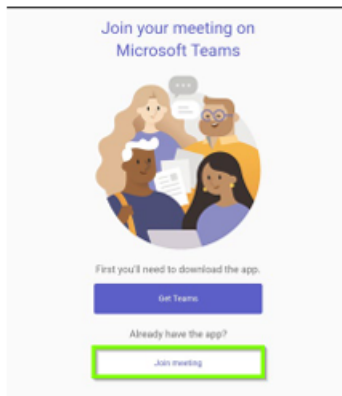 Join your meeting on
Microsoft Teams
First you'll need to download the app.
Get Teams
Already have the app?
Join meeting